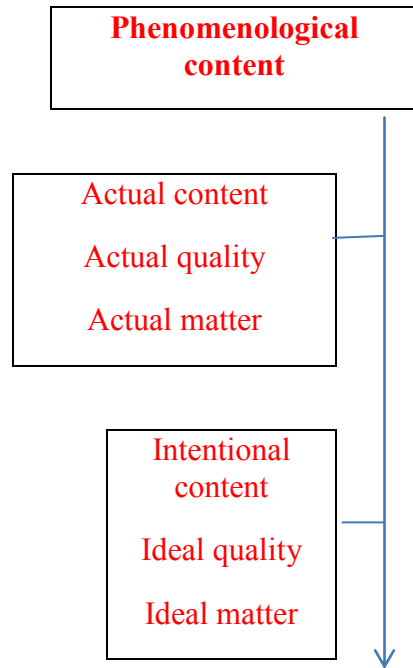 Phenomenological
content
Actual content
Actual quality
Actual matter
Intentional
content
Ideal quality
Ideal matter